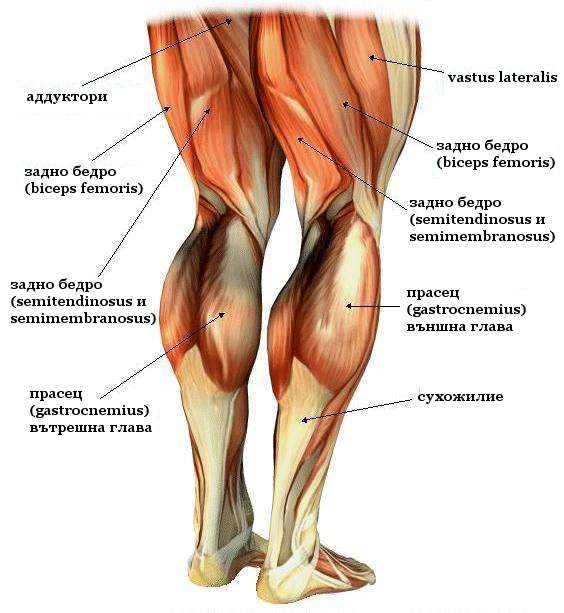 аддуктори
vastus lateralis
задно бедро
(biceps femoris)
задно бедро
(biceps femoris)
задно бедро
(semitendinosus и
semimembranosus)
задно бедро
(semitendinosus и
semimembranosus)
прасец
(gastrocnemius)
външна глава
прасец
(gastrocnemius)
вътрешна глава
сухожилие